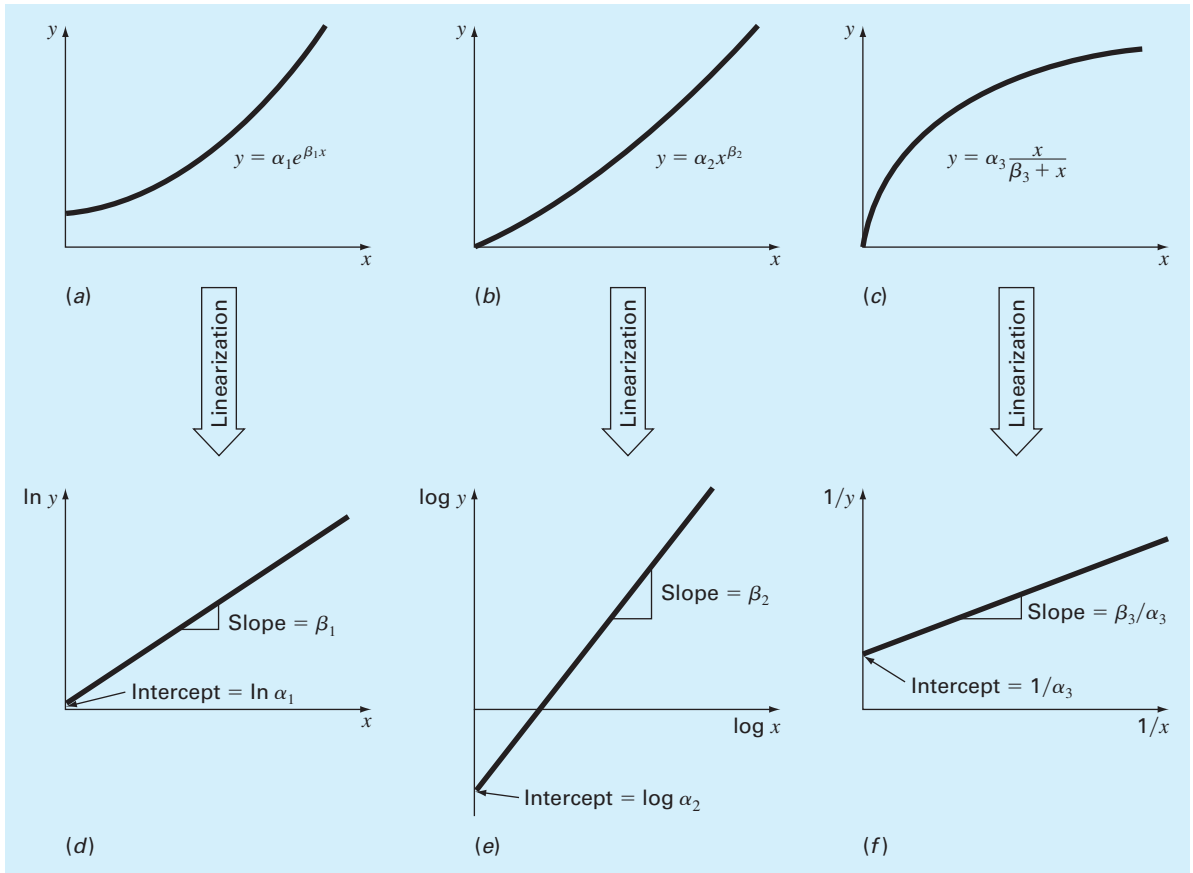 y
y = α₁e^{β₁x}
x
(a)
y
y = α₂x^{β₂}
x
(b)
y
y = α₃ x/(β₃ + x)
x
(c)
Linearization
Linearization
Linearization
ln y
Slope = β₁
Intercept = ln α₁
x
(d)
log y
Slope = β₂
log x
Intercept = log α₂
(e)
1/y
Slope = β₃/α₃
Intercept = 1/α₃
1/x
(f)